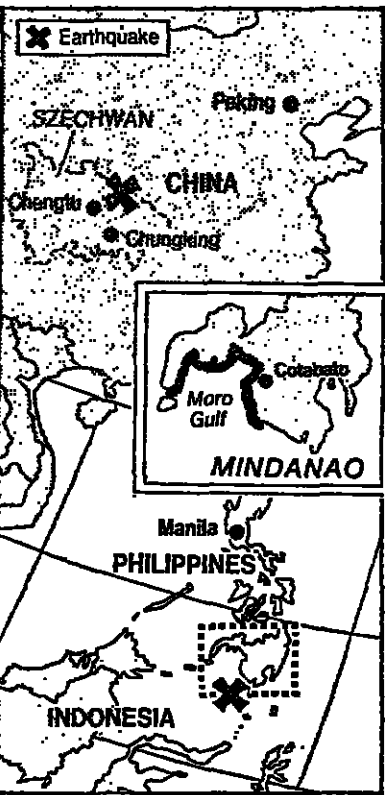 Earthquake
Peking
SZECHWAN
CHINA
Chengtu
Chungking
Cotabato
Moro
Gulf
MINDANAO
Manila
PHILIPPINES
INDONESIA